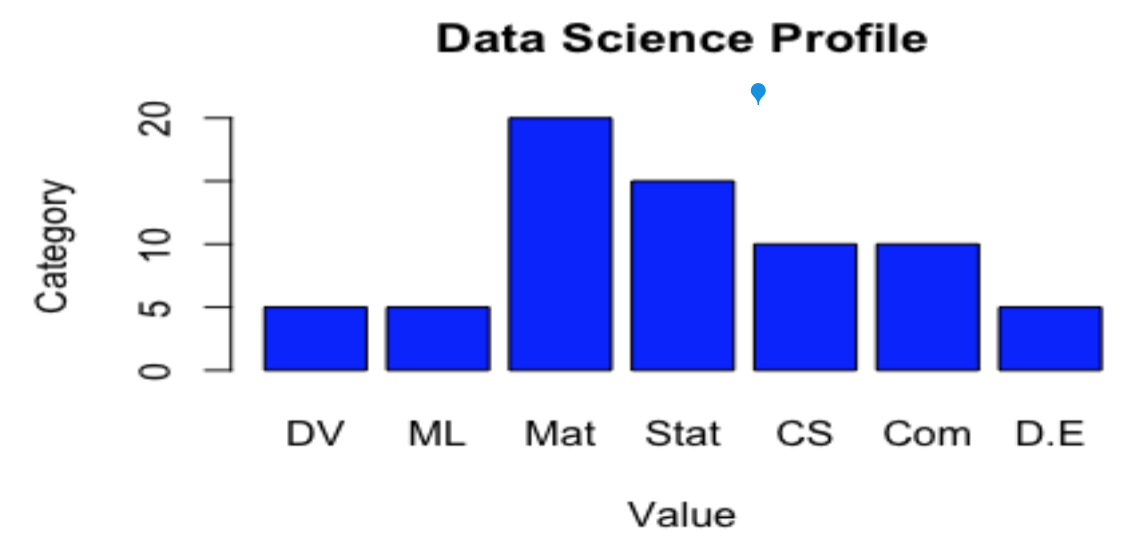 Data Science Profile
Category
20
10
5
0
DV ML Mat Stat CS Com D.E
Value